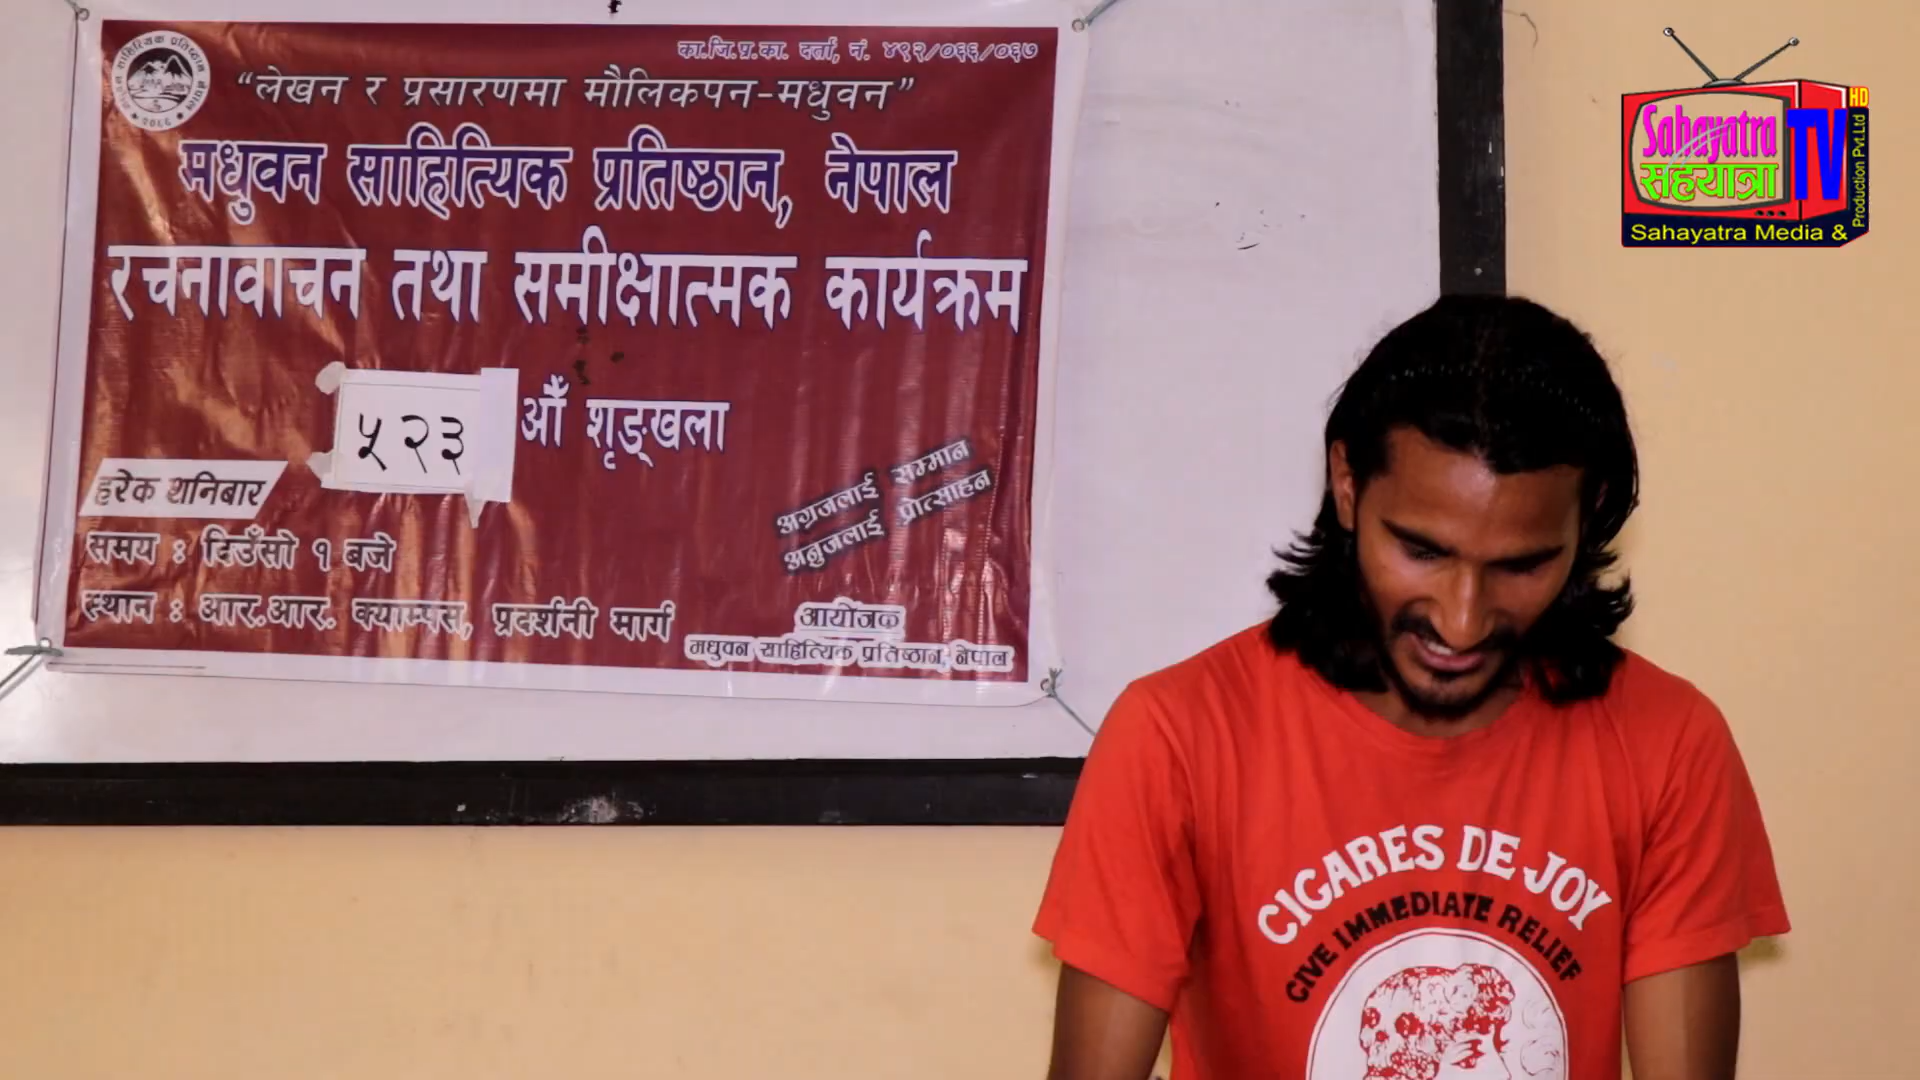 का.जि.प्र.का. दर्ता, नं. ४९२/०६६/०६७
“लेखन र प्रसारणमा मौलिकपन-मधुवन”
मधुवन साहित्यिक प्रतिष्ठान, नेपाल
रचनावाचन तथा समीक्षात्मक कार्यक्रम
५२३ औँ शृङ्खला
हरेक शनिबार
समय : दिउँसो १ बजे
स्थान : आर.आर. क्याम्पस, प्रदर्शनी मार्ग
अग्रजलाई सम्मान
अनुजलाई प्रोत्साहन
आयोजक
मधुवन साहित्यिक प्रतिष्ठान, नेपाल
Sahayatra TV HD
सहयात्रा
Sahayatra Media &
Production Pvt.Ltd
CIGARES DE JOY
GIVE IMMEDIATE RELIEF